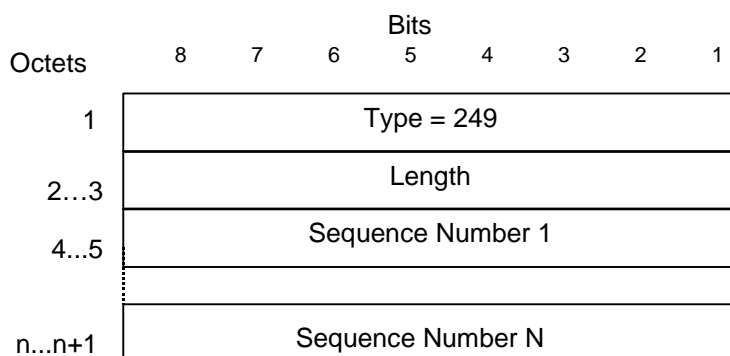 Bits
Octets 8 7 6 5 4 3 2 1
1 Type = 249
2…3 Length
4...5 Sequence Number 1
n...n+1 Sequence Number N